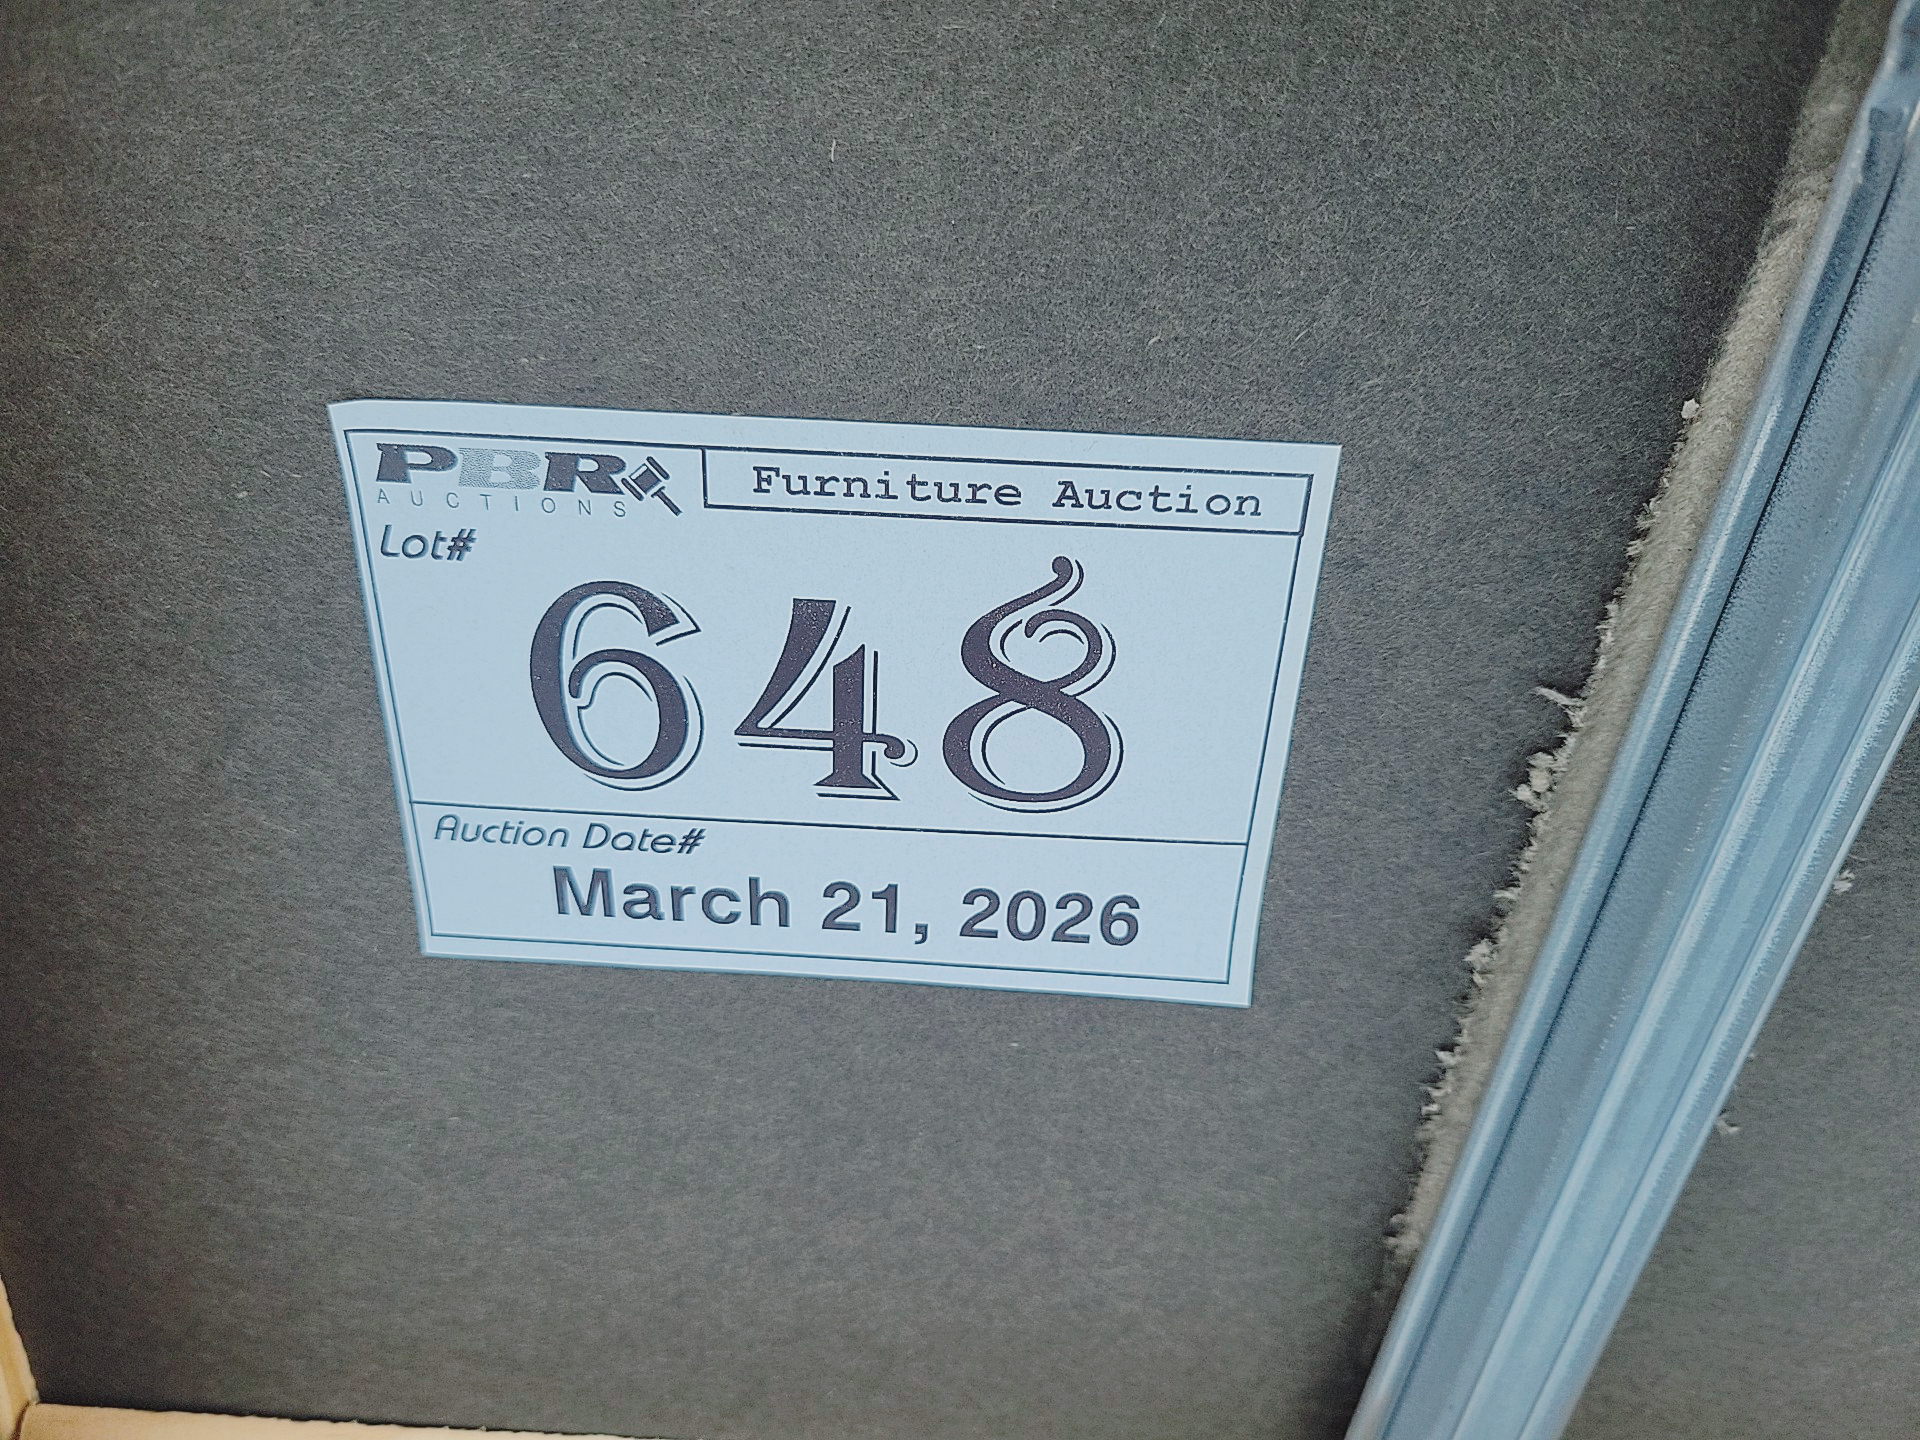 PBR
AUCTIONS
Furniture Auction
Lot#
648
Auction Date#
March 21, 2026